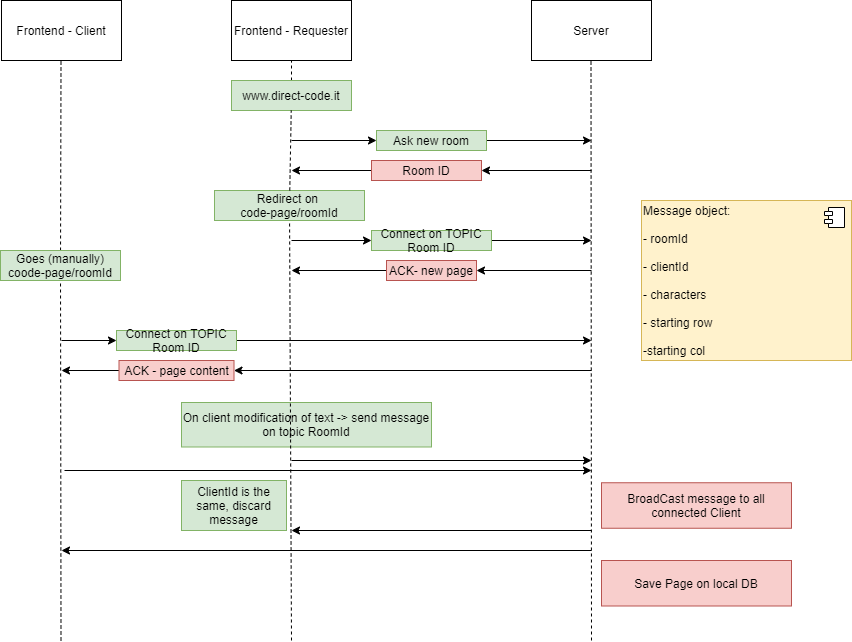 Frontend - Client
Frontend - Requester
Server
www.direct-code.it
Ask new room
Room ID
Redirect on
code-page/roomId
Connect on TOPIC
Room ID
Goes (manually)
coode-page/roomId
ACK- new page
Message object:
- roomId
- clientId
- characters
- starting row
-starting col
Connect on TOPIC
Room ID
ACK - page content
On client modification of text -> send message
on topic RoomId
ClientId is the
same, discard
message
BroadCast message to all
connected Client
Save Page on local DB